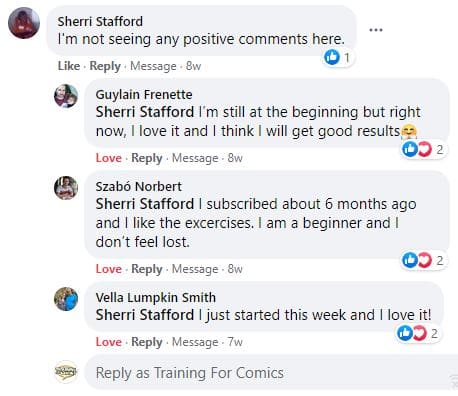 Sherri Stafford
I'm not seeing any positive comments here.
1
Like · Reply · Message · 8w
Guylain Frenette
Sherri Stafford I'm still at the beginning but right
now, I love it and I think I will get good results😤
2
Love · Reply · Message · 8w
Szabó Norbert
Sherri Stafford I subscribed about 6 months ago
and I like the excercises. I am a beginner and I
don't feel lost.
2
Love · Reply · Message · 8w
Vella Lumpkin Smith
Sherri Stafford I just started this week and I love it!
2
Love · Reply · Message · 7w
Reply as Training For Comics